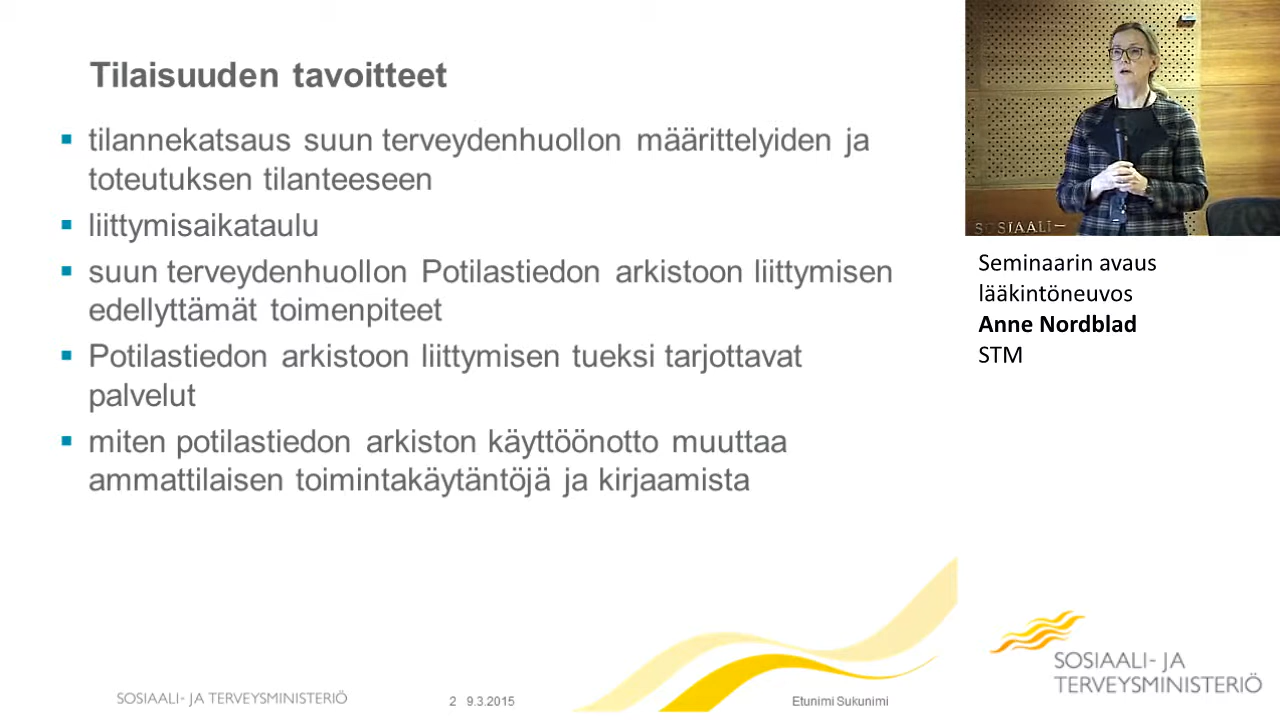 Tilaisuuden tavoitteet
tilannekatsaus suun terveydenhuollon määrittelyiden ja
toteutuksen tilanteeseen
liittymisaikataulu
suun terveydenhuollon Potilastiedon arkistoon liittymisen
edellyttämät toimenpiteet
Potilastiedon arkistoon liittymisen tueksi tarjottavat
palvelut
miten potilastiedon arkiston käyttöönotto muuttaa
ammattilaisen toimintakäytäntöjä ja kirjaamista
SOSIAALI- JA TERVEYSMINISTERIÖ
2 9.3.2015
Etunimi Sukunimi
SOSIAALI-
Seminaarin avaus
lääkintöneuvos
Anne Nordblad
STM
SOSIAALI- JA
TERVEYSMINISTERIÖ